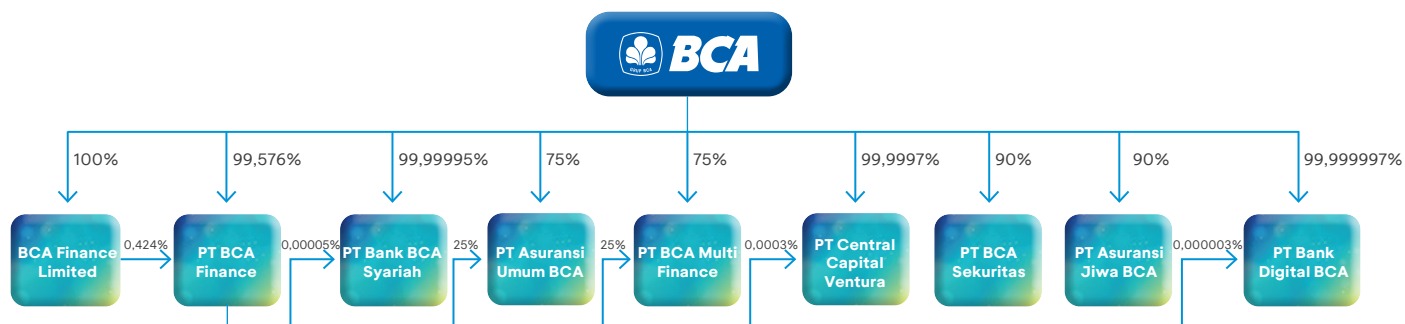 GRUP BCA
BCA
100%
99,576%
99,99995%
75%
75%
99,9997%
90%
90%
99,999997%
BCA Finance
Limited
0,424%
PT BCA
Finance
0,00005%
PT Bank BCA
Syariah
25%
PT Asuransi
Umum BCA
25%
PT BCA Multi
Finance
0,0003%
PT Central
Capital
Ventura
PT BCA
Sekuritas
PT Asuransi
Jiwa BCA
0,000003%
PT Bank
Digital BCA